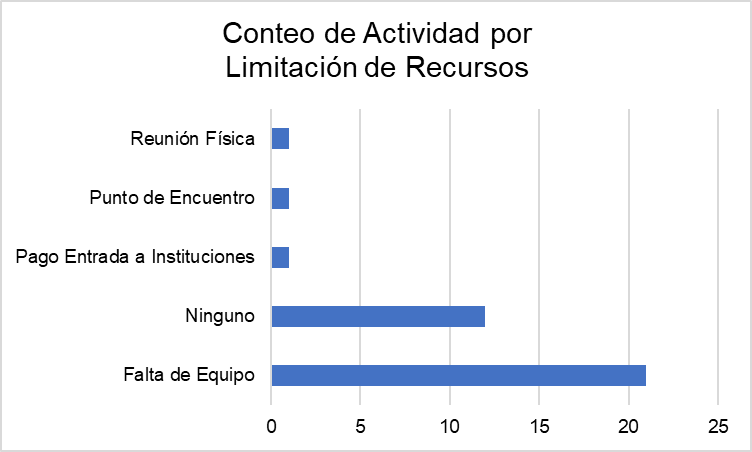 Conteo de Actividad por
Limitación de Recursos
Reunión Física
Punto de Encuentro
Pago Entrada a Instituciones
Ninguno
Falta de Equipo
0 5 10 15 20 25